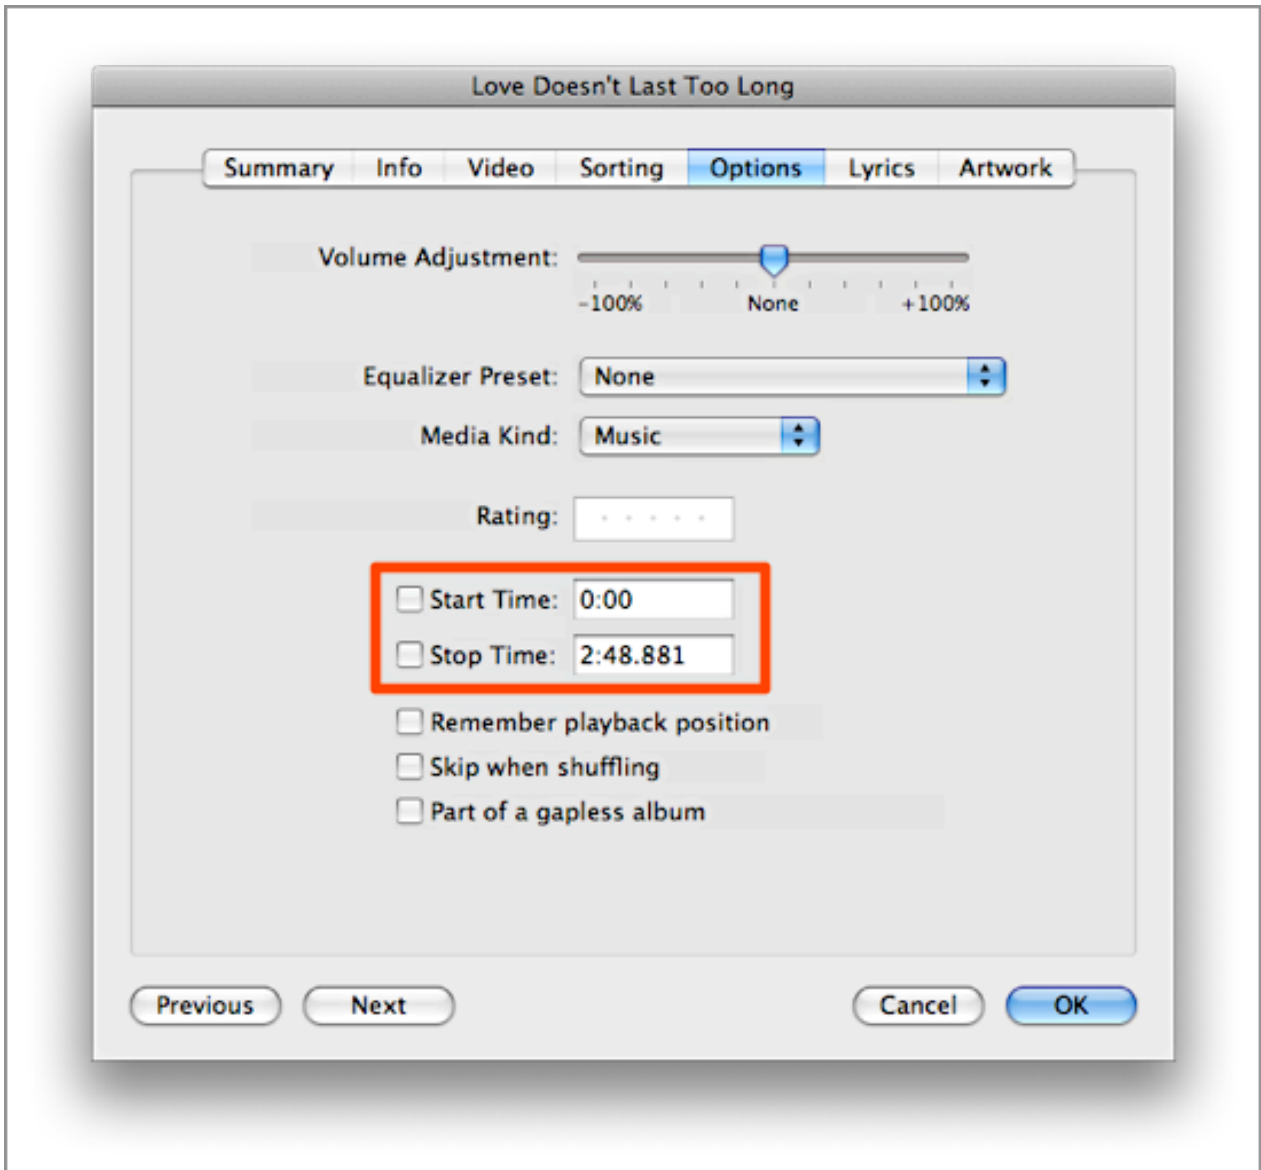 Love Doesn't Last Too Long
Summary Info Video Sorting Options Lyrics Artwork
Volume Adjustment:
-100% None +100%
Equalizer Preset: None
Media Kind: Music
Rating:
Start Time: 0:00
Stop Time: 2:48.881
Remember playback position
Skip when shuffling
Part of a gapless album
Previous Next Cancel OK